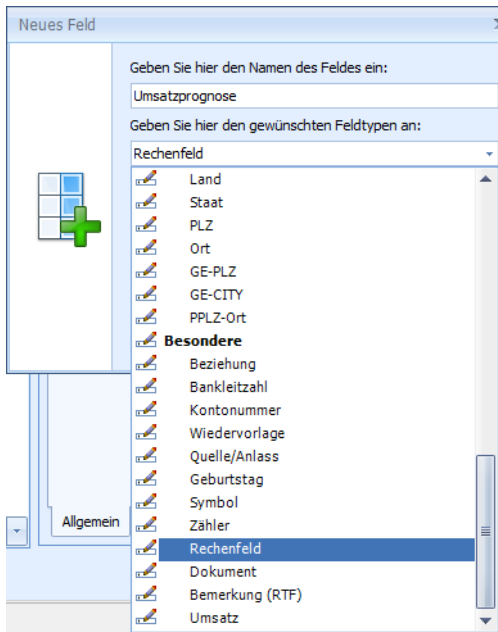 Neues Feld
Geben Sie hier den Namen des Feldes ein:
Umsatzprognose
Geben Sie hier den gewünschten Feldtypen an:
Rechenfeld
Land
Staat
PLZ
Ort
GE-PLZ
GE-CITY
PPLZ-Ort
Besondere
Beziehung
Bankleitzahl
Kontonummer
Wiedervorlage
Quelle/Anlass
Geburtstag
Symbol
Zähler
Rechenfeld
Dokument
Bemerkung (RTF)
Umsatz
Allgemein